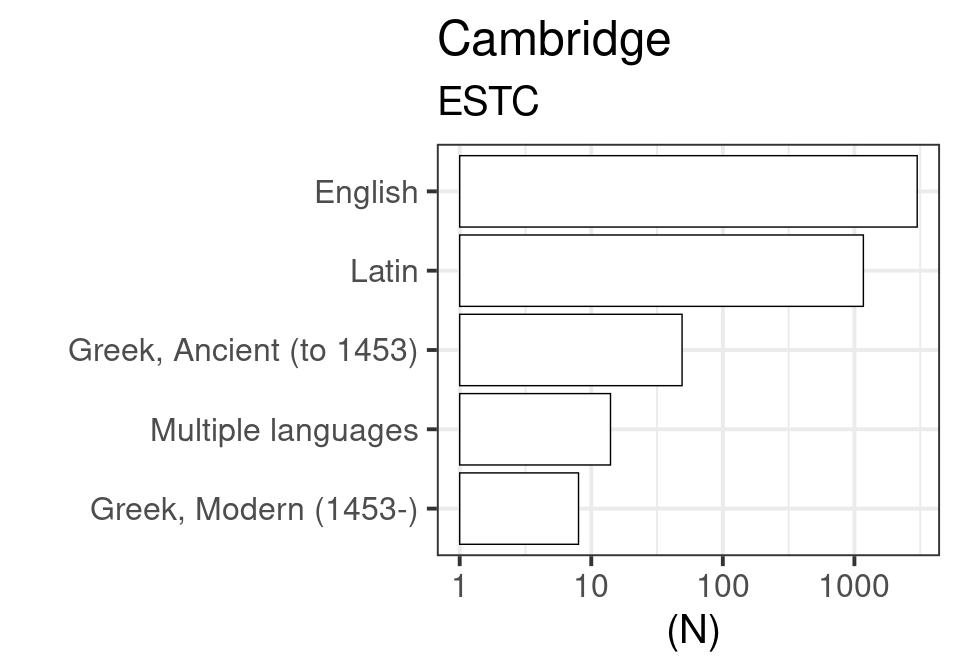 Cambridge
ESTC
English
Latin
Greek, Ancient (to 1453)
Multiple languages
Greek, Modern (1453-)
1 10 100 1000
(N)